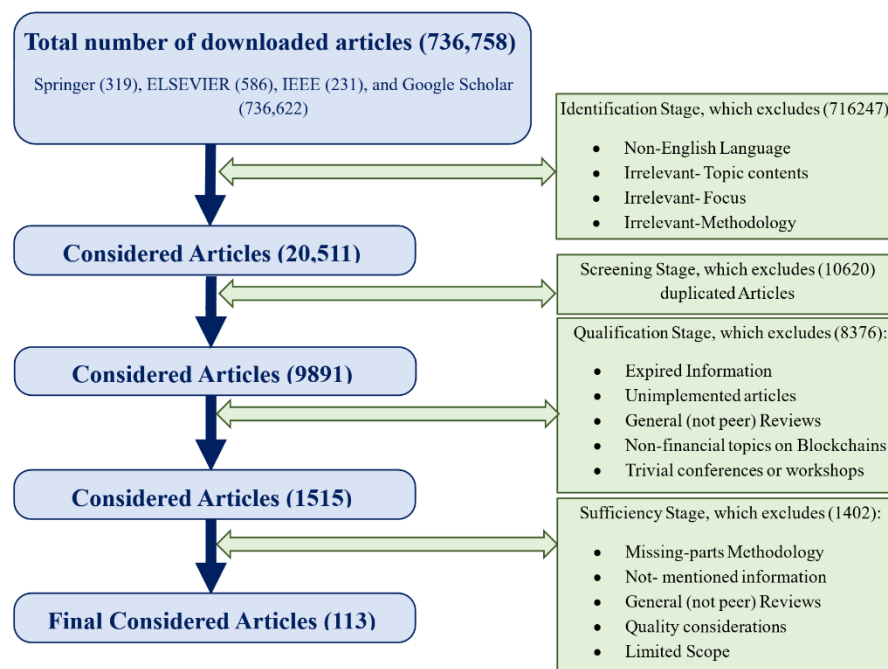 Total number of downloaded articles (736,758)
Springer (319), ELSEVIER (586), IEEE (231), and Google Scholar
(736,622)
Identification Stage, which excludes (716247)
• Non-English Language
• Irrelevant- Topic contents
• Irrelevant- Focus
• Irrelevant-Methodology
Considered Articles (20,511)
Screening Stage, which excludes (10620)
duplicated Articles
Qualification Stage, which excludes (8376):
• Expired Information
• Unimplemented articles
• General (not peer) Reviews
• Non-financial topics on Blockchains
• Trivial conferences or workshops
Considered Articles (9891)
Considered Articles (1515)
Sufficiency Stage, which excludes (1402):
• Missing-parts Methodology
• Not- mentioned information
• General (not peer) Reviews
• Quality considerations
• Limited Scope
Final Considered Articles (113)